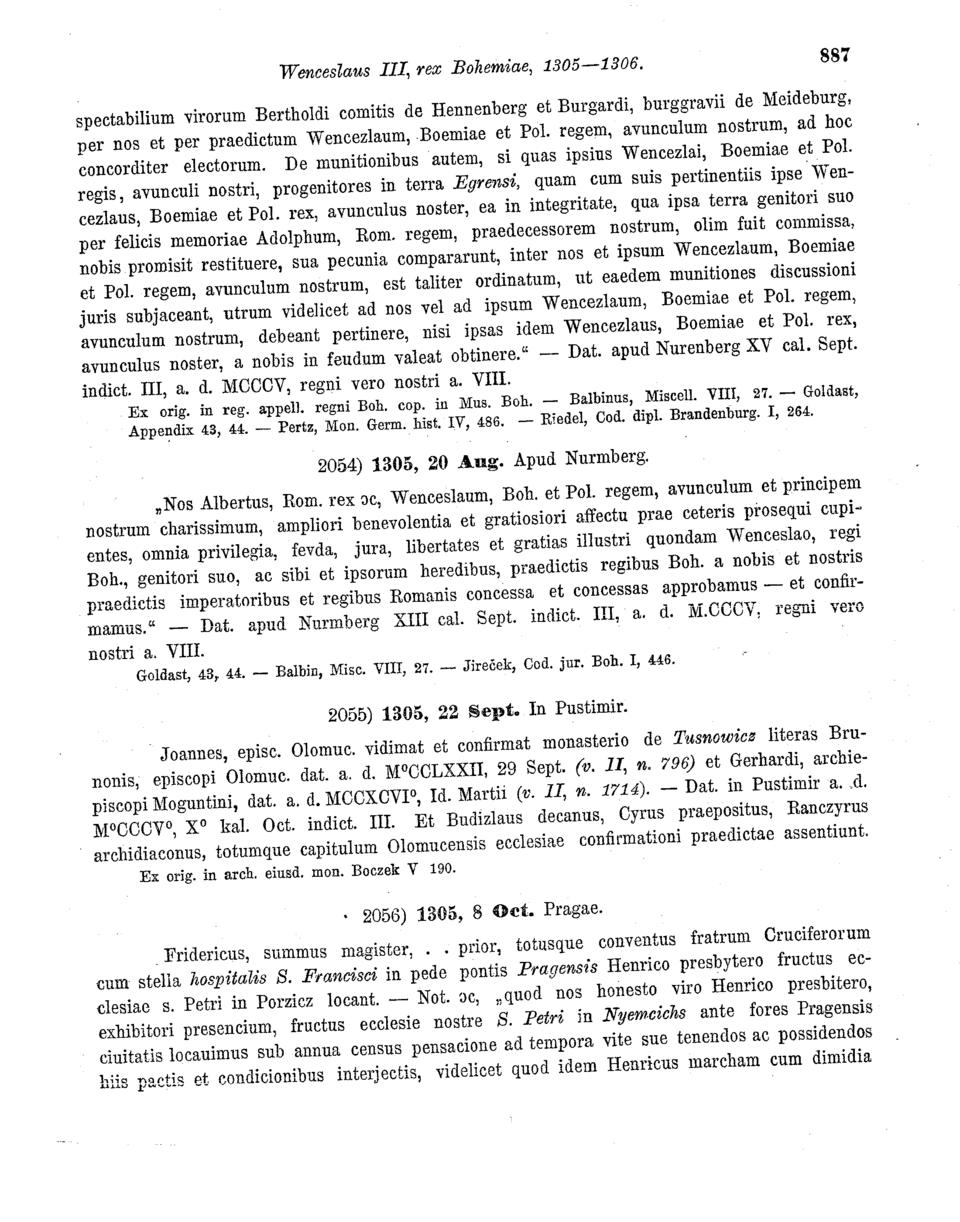 Wenceslaus III, rex Bohemiae, 1305—1306. 887
spectabilium virorum Bertholdi comitis de Hennenberg et Burgardi, burggravii de Meideburg,
per nos et per praedictum Wencezlaum, Boemiae et Pol. regem, avunculum nostrum, ad hoc
concorditer electorum. De munitionibus autem, si quas ipsius Wencezlai, Boemiae et Pol.
regis, avunculi nostri, progenitores in terra Egrensi, quam cum suis pertinentiis ipse Wen-
cezlaus, Boemiae et Pol. rex, avunculus noster, ea in integritate, qua ipsa terra genitori suo
per felicis memoriae Adolphum, Rom. regem, praedecessorem nostrum, olim fuit commissa,
nobis promisit restituere, sua pecunia compararunt, inter nos et ipsum Wencezlaum, Boemiae
et Pol. regem, avunculum nostrum, est taliter ordinatum, ut eaedem munitiones discussioni
juris subjaceant, utrum videlicet ad nos vel ad ipsum Wencezlaum, Boemiae et Pol. regem,
avunculum nostrum, debeant pertinere, nisi ipsas idem Wencezlaus, Boemiae et Pol. rex,
avunculus noster, a nobis in feudum valeat obtinere.“ — Dat. apud Nurenberg XV cal. Sept.
indict. III, a. d. MCCCV, regni vero nostri a. VIII.
Ex orig. in reg. appell. regni Boh. cop. in Mus. Boh. — Balbinus, Miscell. VIII, 27. — Goldast,
Appendix 43, 44. — Pertz, Mon. Germ. hist. IV, 486. — Riedel, Cod. dipl. Brandenburg. I, 264.
2054) 1305, 20 Aug. Apud Nurmberg.
„Nos Albertus, Rom. rex ɔc, Wenceslaum, Boh. et Pol. regem, avunculum et principem
nostrum charissimum, ampliori benevolentia et gratiosiori affectu prae ceteris prosequi cupi-
entes, omnia privilegia, fevda, jura, libertates et gratias illustri quondam Wenceslao, regi
Boh., genitori suo, ac sibi et ipsorum heredibus, praedictis regibus Boh. a nobis et nostris
praedictis imperatoribus et regibus Romanis concessa et concessas approbamus — et confir-
mamus.“ — Dat. apud Nurmberg XIII cal. Sept. indict. III, a. d. M.CCCV, regni vero
nostri a. VIII.
Goldast, 43, 44. — Balbin, Misc. VIII, 27. — Jireček, Cod. jur. Boh. I, 446.
2055) 1305, 22 Sept. In Pustimir.
Joannes, episc. Olomuc. vidimat et confirmat monasterio de Tusnowicz literas Bru-
nonis, episcopi Olomuc. dat. a. d. M⁰CCLXXII, 29 Sept. (v. II, n. 796) et Gerhardi, archie-
piscopi Moguntini, dat. a. d. MCCXCVI⁰, Id. Martii (v. II, n. 1714). — Dat. in Pustimir a. d.
M⁰CCCV⁰, X⁰ kal. Oct. indict. III. Et Budizlaus decanus, Cyrus praepositus, Ranczyrus
archidiaconus, totumque capitulum Olomucensis ecclesiae confirmationi praedictae assentiunt.
Ex orig. in arch. eiusd. mon. Boczek V 190.
2056) 1305, 8 Oct. Pragae.
Fridericus, summus magister, . . prior, totusque conventus fratrum Cruciferorum
cum stella hospitalis S. Francisci in pede pontis Pragensis Henrico presbytero fructus ec-
clesiae s. Petri in Porzicz locant. — Not. ɔc, „quod nos honesto viro Henrico presbitero,
exhibitori presencium, fructus ecclesie nostre S. Petri in Nyemcichs ante fores Pragensis
ciuitatis locauimus sub annua census pensacione ad tempora vite sue tenendos ac possidendos
hiis pactis et condicionibus interjectis, videlicet quod idem Henricus marcham cum dimidia